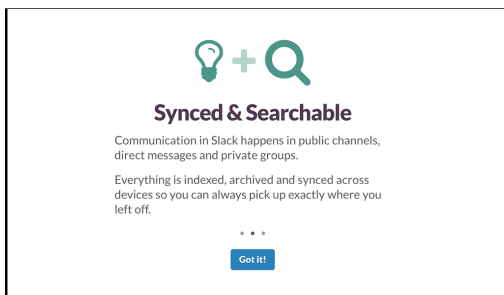 Synced & Searchable
Communication in Slack happens in public channels,
direct messages and private groups.
Everything is indexed, archived and synced across
devices so you can always pick up exactly where you
left off.
Got it!